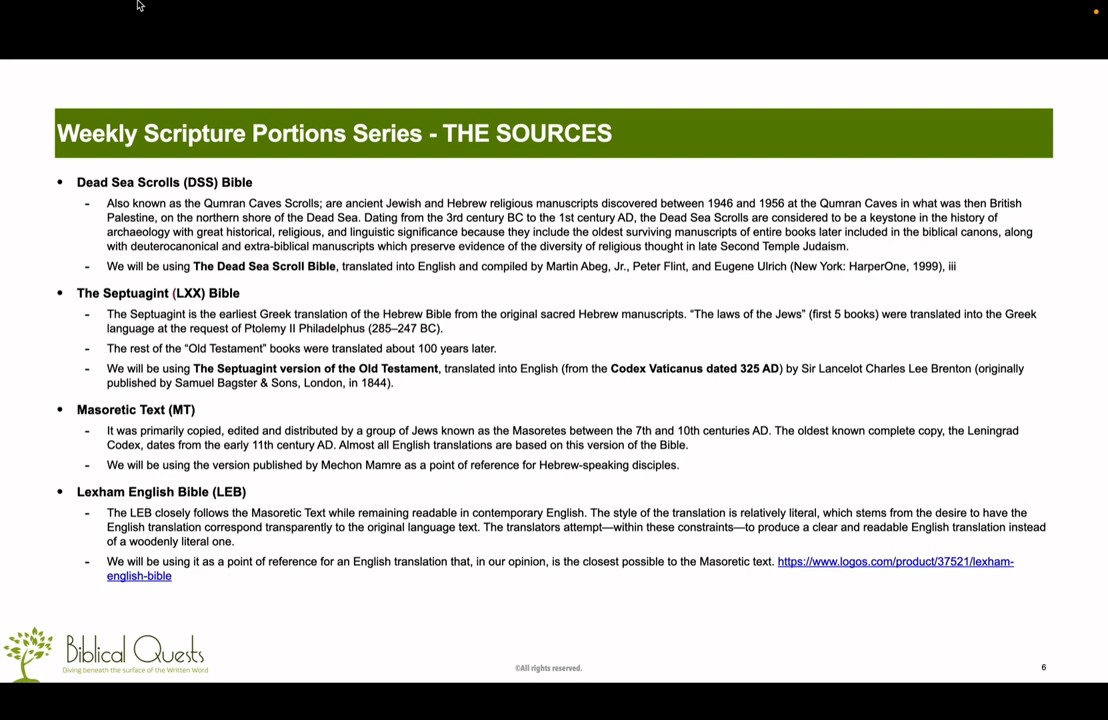 Weekly Scripture Portions Series - THE SOURCES
• Dead Sea Scrolls (DSS) Bible
- Also known as the Qumran Caves Scrolls; are ancient Jewish and Hebrew religious manuscripts discovered between 1946 and 1956 at the Qumran Caves in what was then British
Palestine, on the northern shore of the Dead Sea. Dating from the 3rd century BC to the 1st century AD, the Dead Sea Scrolls are considered to be a keystone in the history of
archaeology with great historical, religious, and linguistic significance because they include the oldest surviving manuscripts of entire books later included in the biblical canons, along
with deuterocanonical and extra-biblical manuscripts which preserve evidence of the diversity of religious thought in late Second Temple Judaism.
- We will be using The Dead Sea Scroll Bible, translated into English and compiled by Martin Abeg, Jr., Peter Flint, and Eugene Ulrich (New York: HarperOne, 1999), iii
• The Septuagint (LXX) Bible
- The Septuagint is the earliest Greek translation of the Hebrew Bible from the original sacred Hebrew manuscripts. “The laws of the Jews” (first 5 books) were translated into the Greek
language at the request of Ptolemy II Philadelphus (285–247 BC).
- The rest of the “Old Testament” books were translated about 100 years later.
- We will be using The Septuagint version of the Old Testament, translated into English (from the Codex Vaticanus dated 325 AD) by Sir Lancelot Charles Lee Brenton (originally
published by Samuel Bagster & Sons, London, in 1844).
• Masoretic Text (MT)
- It was primarily copied, edited and distributed by a group of Jews known as the Masoretes between the 7th and 10th centuries AD. The oldest known complete copy, the Leningrad
Codex, dates from the early 11th century AD. Almost all English translations are based on this version of the Bible.
- We will be using the version published by Mechon Mamre as a point of reference for Hebrew-speaking disciples.
• Lexham English Bible (LEB)
- The LEB closely follows the Masoretic Text while remaining readable in contemporary English. The style of the translation is relatively literal, which stems from the desire to have the
English translation correspond transparently to the original language text. The translators attempt—within these constraints—to produce a clear and readable English translation instead
of a woodenly literal one.
- We will be using it as a point of reference for an English translation that, in our opinion, is the closest possible to the Masoretic text. https://www.logos.com/product/37521/lexham-
english-bible
Biblical Quests
Diving beneath the surface of the Written Word
©All rights reserved.
6